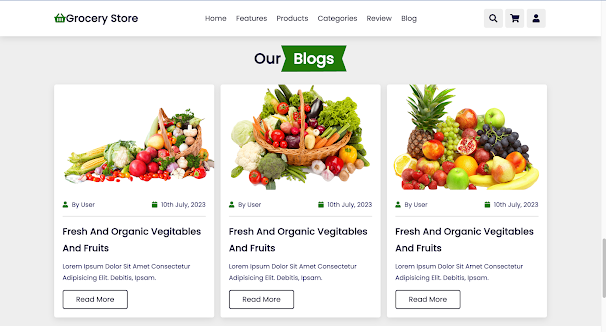 Grocery Store
Home Features Products Categories Review Blog
Our Blogs
By User 10th July, 2023
Fresh And Organic Vegitables
And Fruits
Lorem Ipsum Dolor Sit Amet Consectetur
Adipisicing Elit. Debitis, Ipsam.
Read More
By User 10th July, 2023
Fresh And Organic Vegitables
And Fruits
Lorem Ipsum Dolor Sit Amet Consectetur
Adipisicing Elit. Debitis, Ipsam.
Read More
By User 10th July, 2023
Fresh And Organic Vegitables
And Fruits
Lorem Ipsum Dolor Sit Amet Consectetur
Adipisicing Elit. Debitis, Ipsam.
Read More